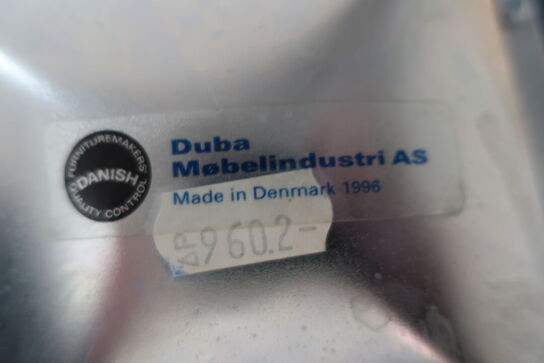 FURNITUREMAKERS'
DANISH
QUALITY CONTROL
Duba
Møbelindustri AS
Made in Denmark 1996
960.2-